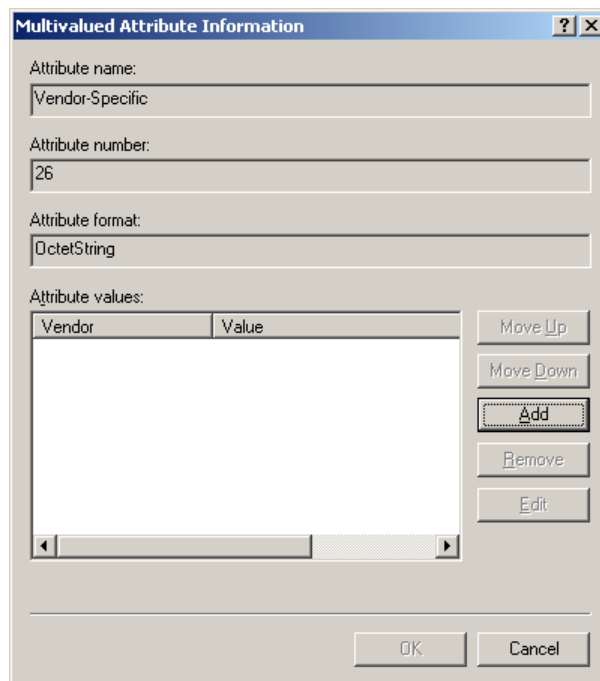 Multivalued Attribute Information
Attribute name:
Vendor-Specific
Attribute number:
26
Attribute format:
OctetString
Attribute values:
Vendor Value
Move Up
Move Down
Add
Remove
Edit
OK Cancel